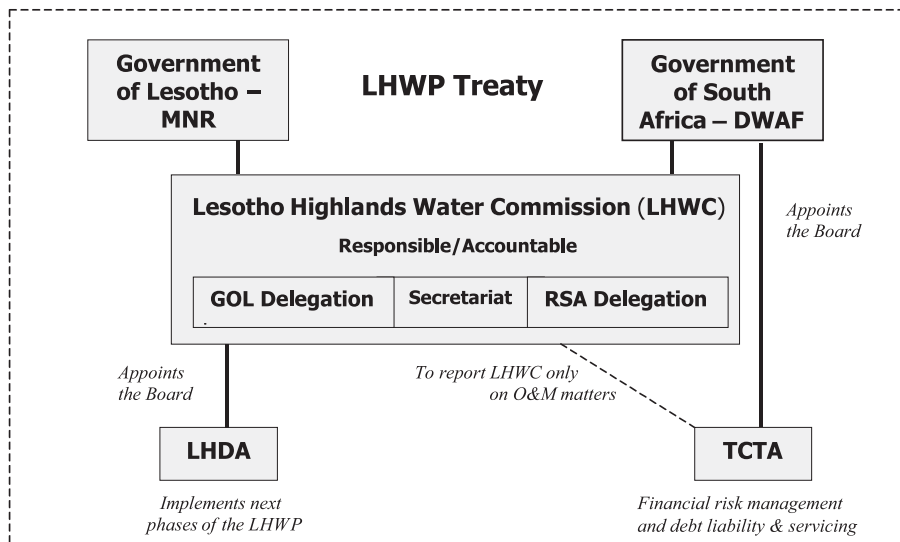 Government
of Lesotho –
MNR
LHWP Treaty
Government
of South
Africa – DWAF
Lesotho Highlands Water Commission (LHWC)
Responsible/Accountable
GOL Delegation
Secretariat
RSA Delegation
Appoints
the Board
Appoints
the Board
To report LHWC only
on O&M matters
LHDA
TCTA
Implements next
phases of the LHWP
Financial risk management
and debt liability & servicing